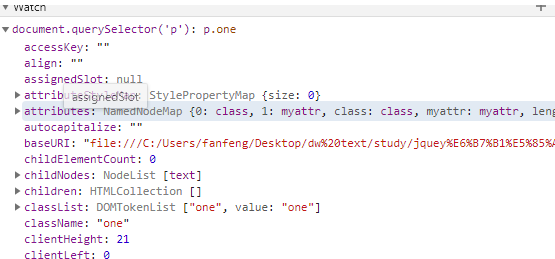 Watch
document.querySelector('p'): p.one
accessKey: ""
align: ""
assignedSlot: null
StylePropertyMap {size: 0}
assignedSlot
attributes: NamedNodeMap {0: class, 1: myattr, class: class, myattr: myattr, leng
autocapitalize: ""
baseURI: "file:///C:/Users/fanfeng/Desktop/dw%20text/study/jquey%E6%B7%B1%E5%85%A
childElementCount: 0
childNodes: NodeList [text]
children: HTMLCollection []
classList: DOMTokenList ["one", value: "one"]
className: "one"
clientHeight: 21
clientLeft: 0